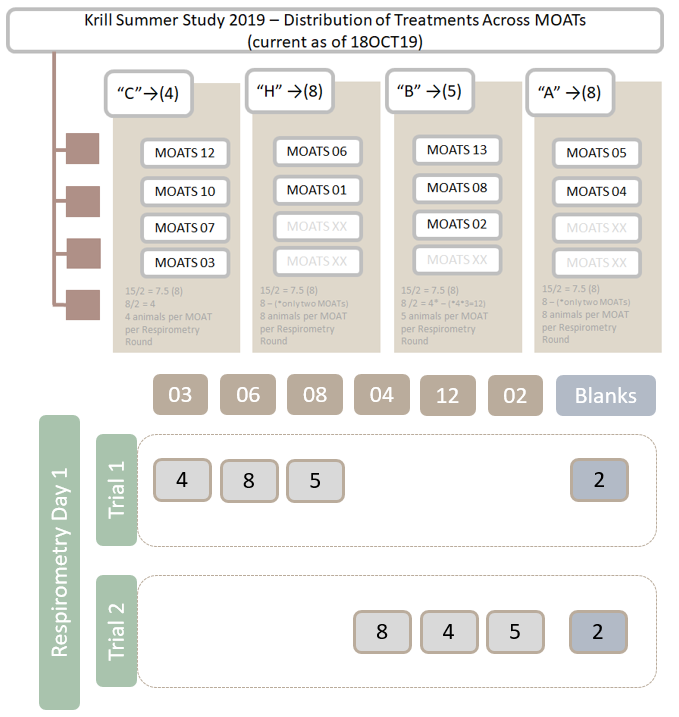 Krill Summer Study 2019 – Distribution of Treatments Across MOATs
(current as of 18OCT19)
“C”→(4)
“H” →(8)
“B” →(5)
“A” →(8)
MOATS 12
MOATS 10
MOATS 07
MOATS 03
15/2 = 7.5 (8)
8/2 = 4
4 animals per MOAT
per Respirometry
Round
MOATS 06
MOATS 01
MOATS XX
MOATS XX
15/2 = 7.5 (8)
8 – (*only two MOATs)
8 animals per MOAT
per Respirometry
Round
MOATS 13
MOATS 08
MOATS 02
MOATS XX
15/2 = 7.5 (8)
8 /2 = 4* – (*4*3=12)
5 animals per MOAT
per Respirometry
Round
MOATS 05
MOATS 04
MOATS XX
MOATS XX
15/2 = 7.5 (8)
8 – (*only two MOATs)
8 animals per MOAT
per Respirometry
Round
03 06 08 04 12 02 Blanks
Respirometry Day 1
Trial 1
4 8 5 2
Trial 2
8 4 5 2